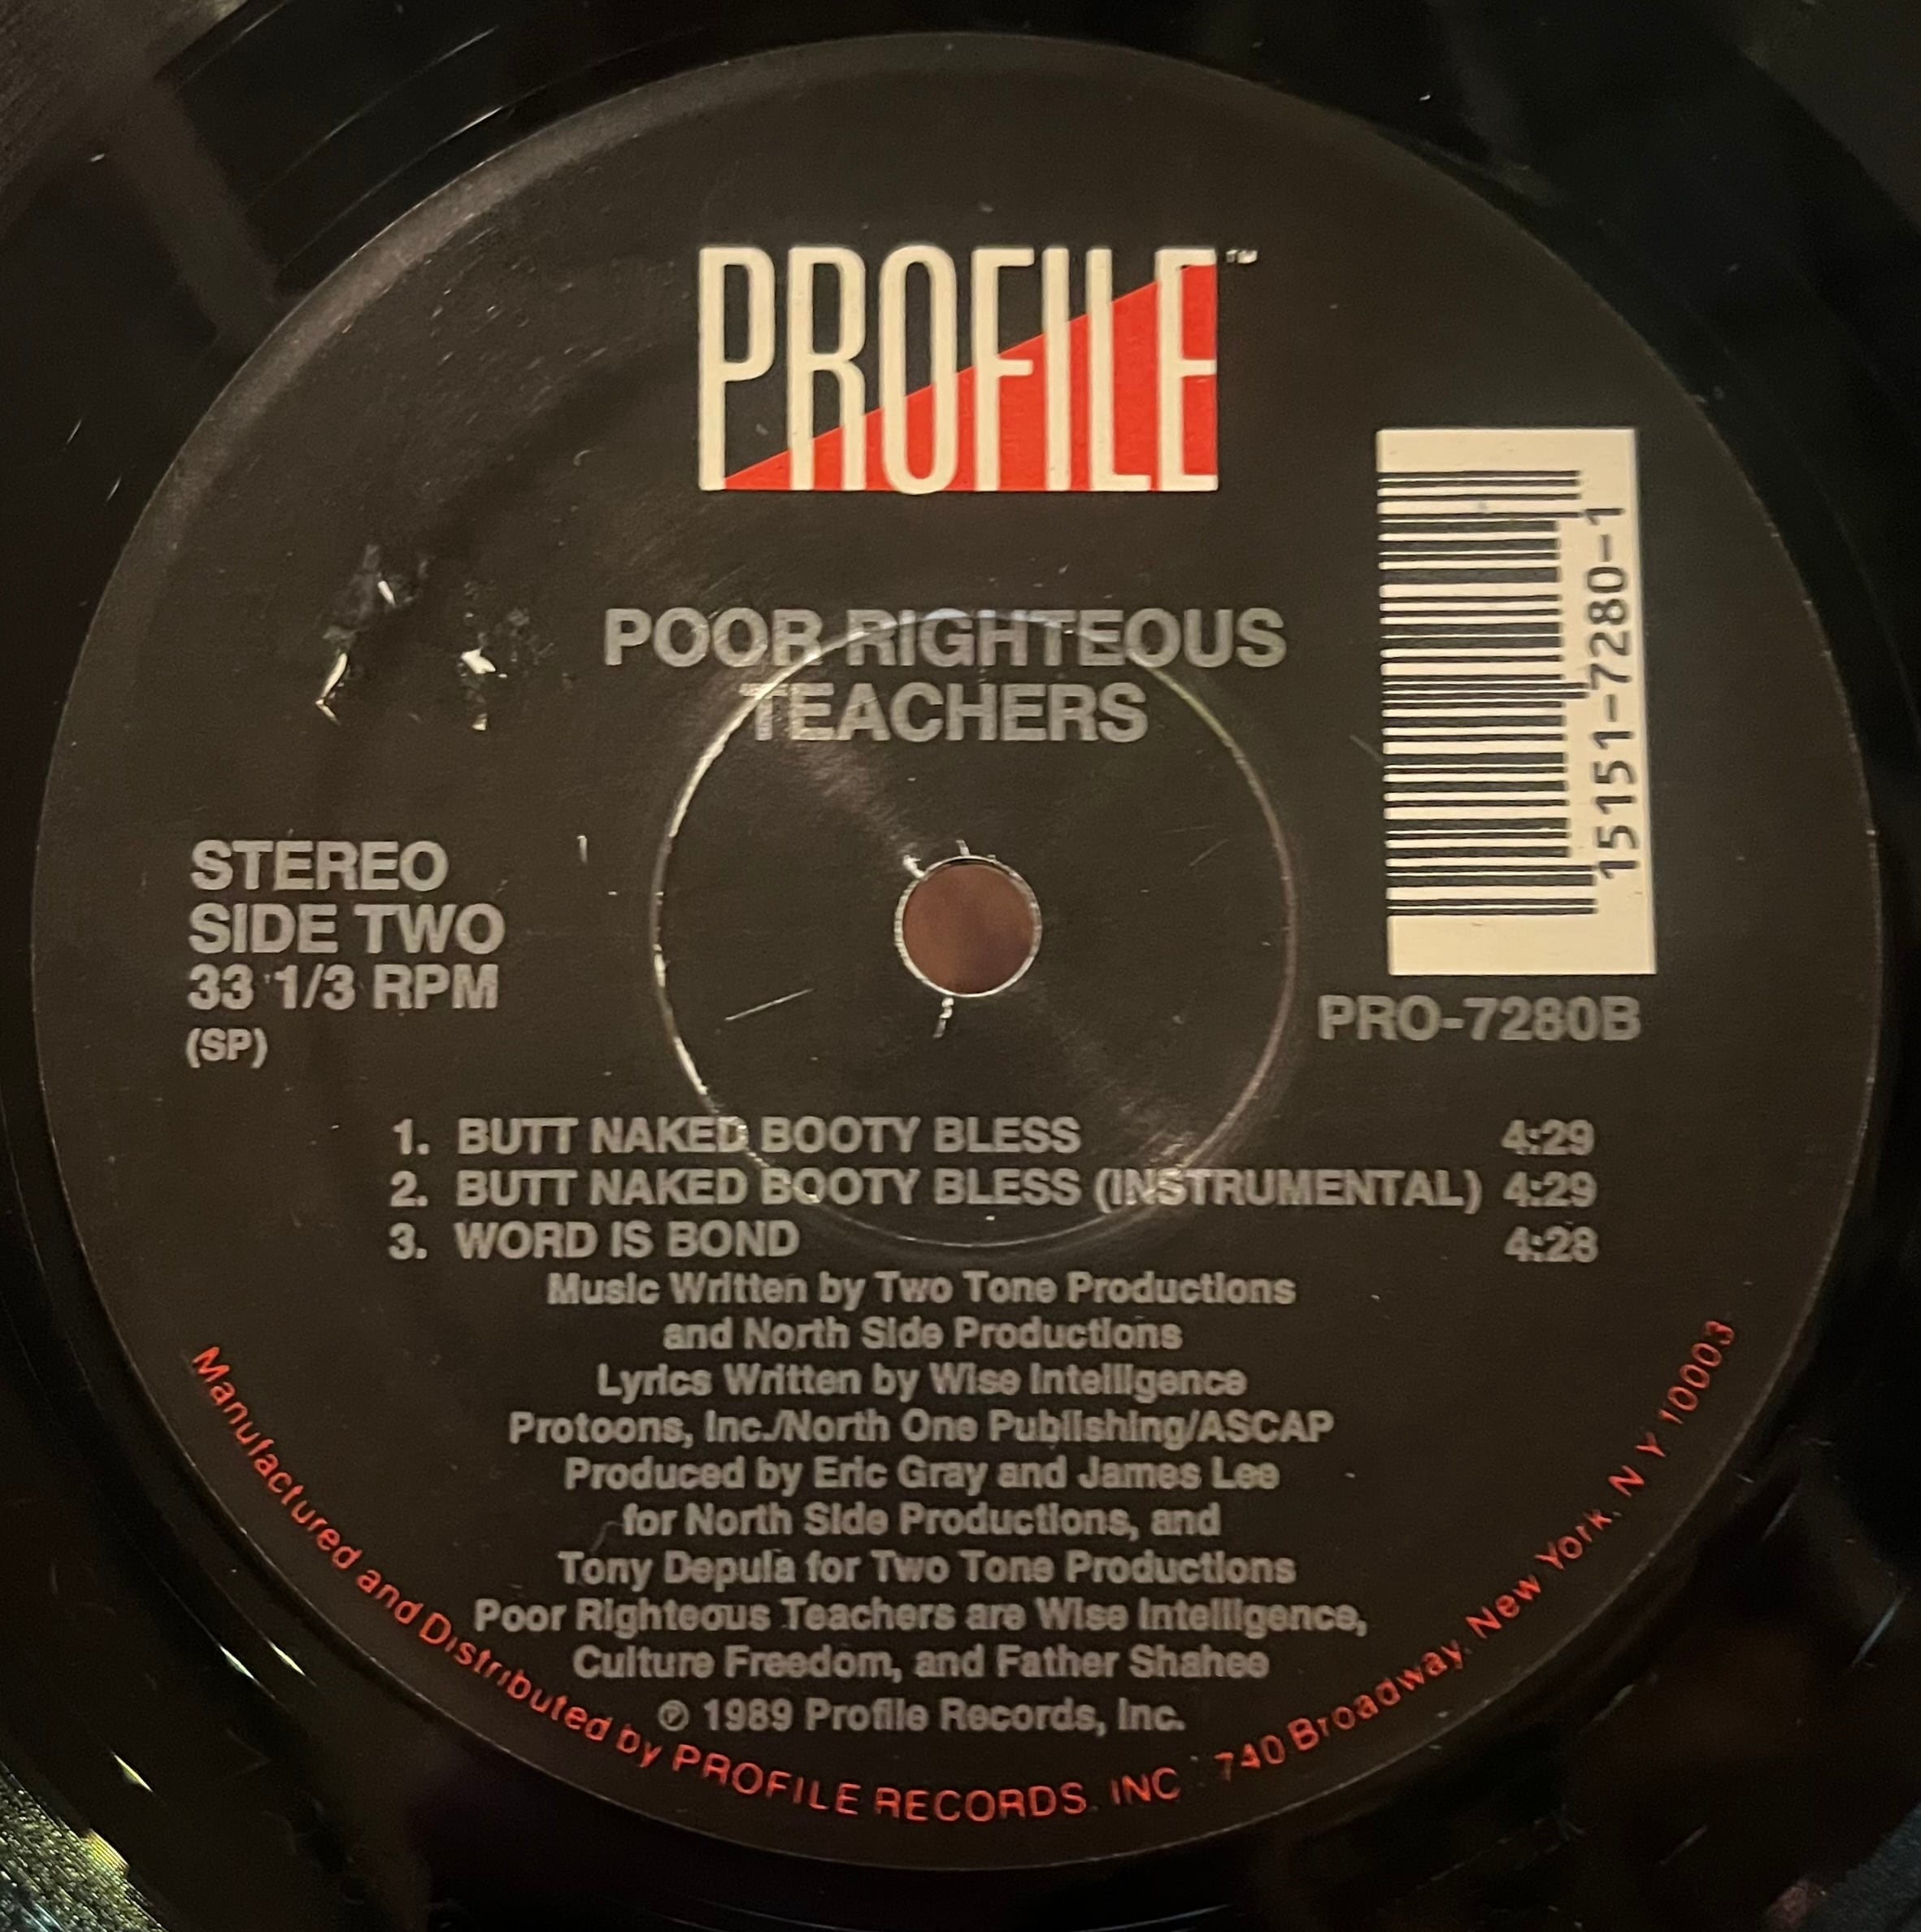 PROFILE™
POOR RIGHTEOUS
TEACHERS
1 5151-7280-1
STEREO
SIDE TWO
33 1/3 RPM
(SP)
PRO-7280B
1. BUTT NAKED BOOTY BLESS 4:29
2. BUTT NAKED BOOTY BLESS (INSTRUMENTAL) 4:29
3. WORD IS BOND 4:28
Music Written by Two Tone Productions
and North Side Productions
Lyrics Written by Wise Intelligence
Protoons, Inc./North One Publishing/ASCAP
Produced by Eric Gray and James Lee
for North Side Productions, and
Tony Depula for Two Tone Productions
Poor Righteous Teachers are Wise Intelligence,
Culture Freedom, and Father Shahee
℗ 1989 Profile Records, Inc.
Manufactured and Distributed by PROFILE RECORDS, INC. 740 Broadway, New York, N Y 10003